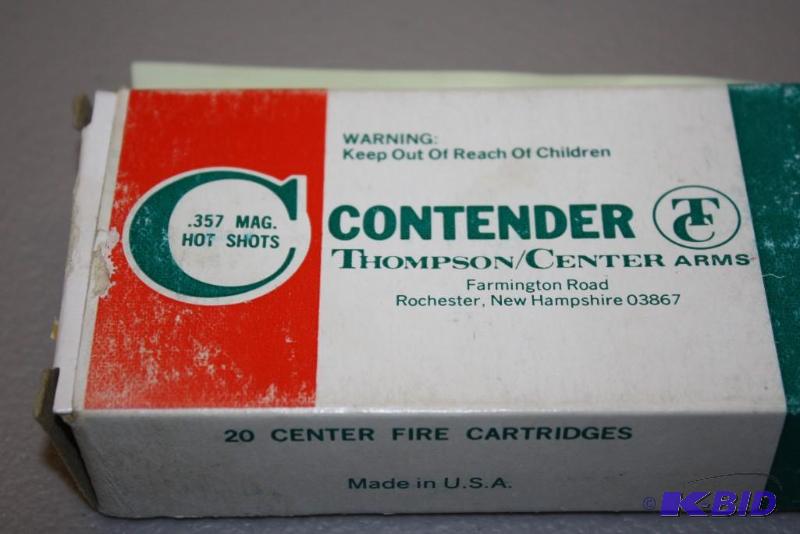 WARNING:
Keep Out Of Reach Of Children
C
.357 MAG.
HOT SHOTS
CONTENDER
TC
THOMPSON/CENTER ARMS
Farmington Road
Rochester, New Hampshire 03867
20 CENTER FIRE CARTRIDGES
Made in U.S.A.
© K-BID